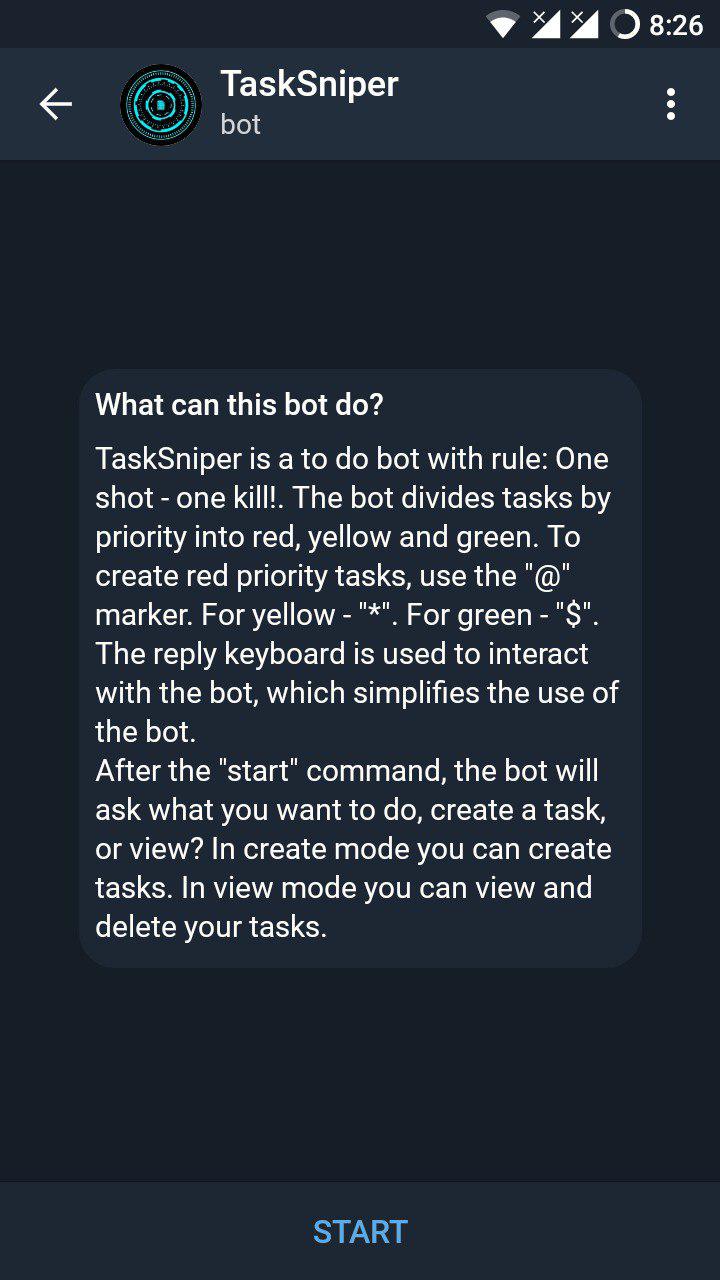 8:26
TaskSniper
bot
What can this bot do?
TaskSniper is a to do bot with rule: One
shot - one kill!. The bot divides tasks by
priority into red, yellow and green. To
create red priority tasks, use the "@"
marker. For yellow - "*". For green - "$".
The reply keyboard is used to interact
with the bot, which simplifies the use of
the bot.
After the "start" command, the bot will
ask what you want to do, create a task,
or view? In create mode you can create
tasks. In view mode you can view and
delete your tasks.
START